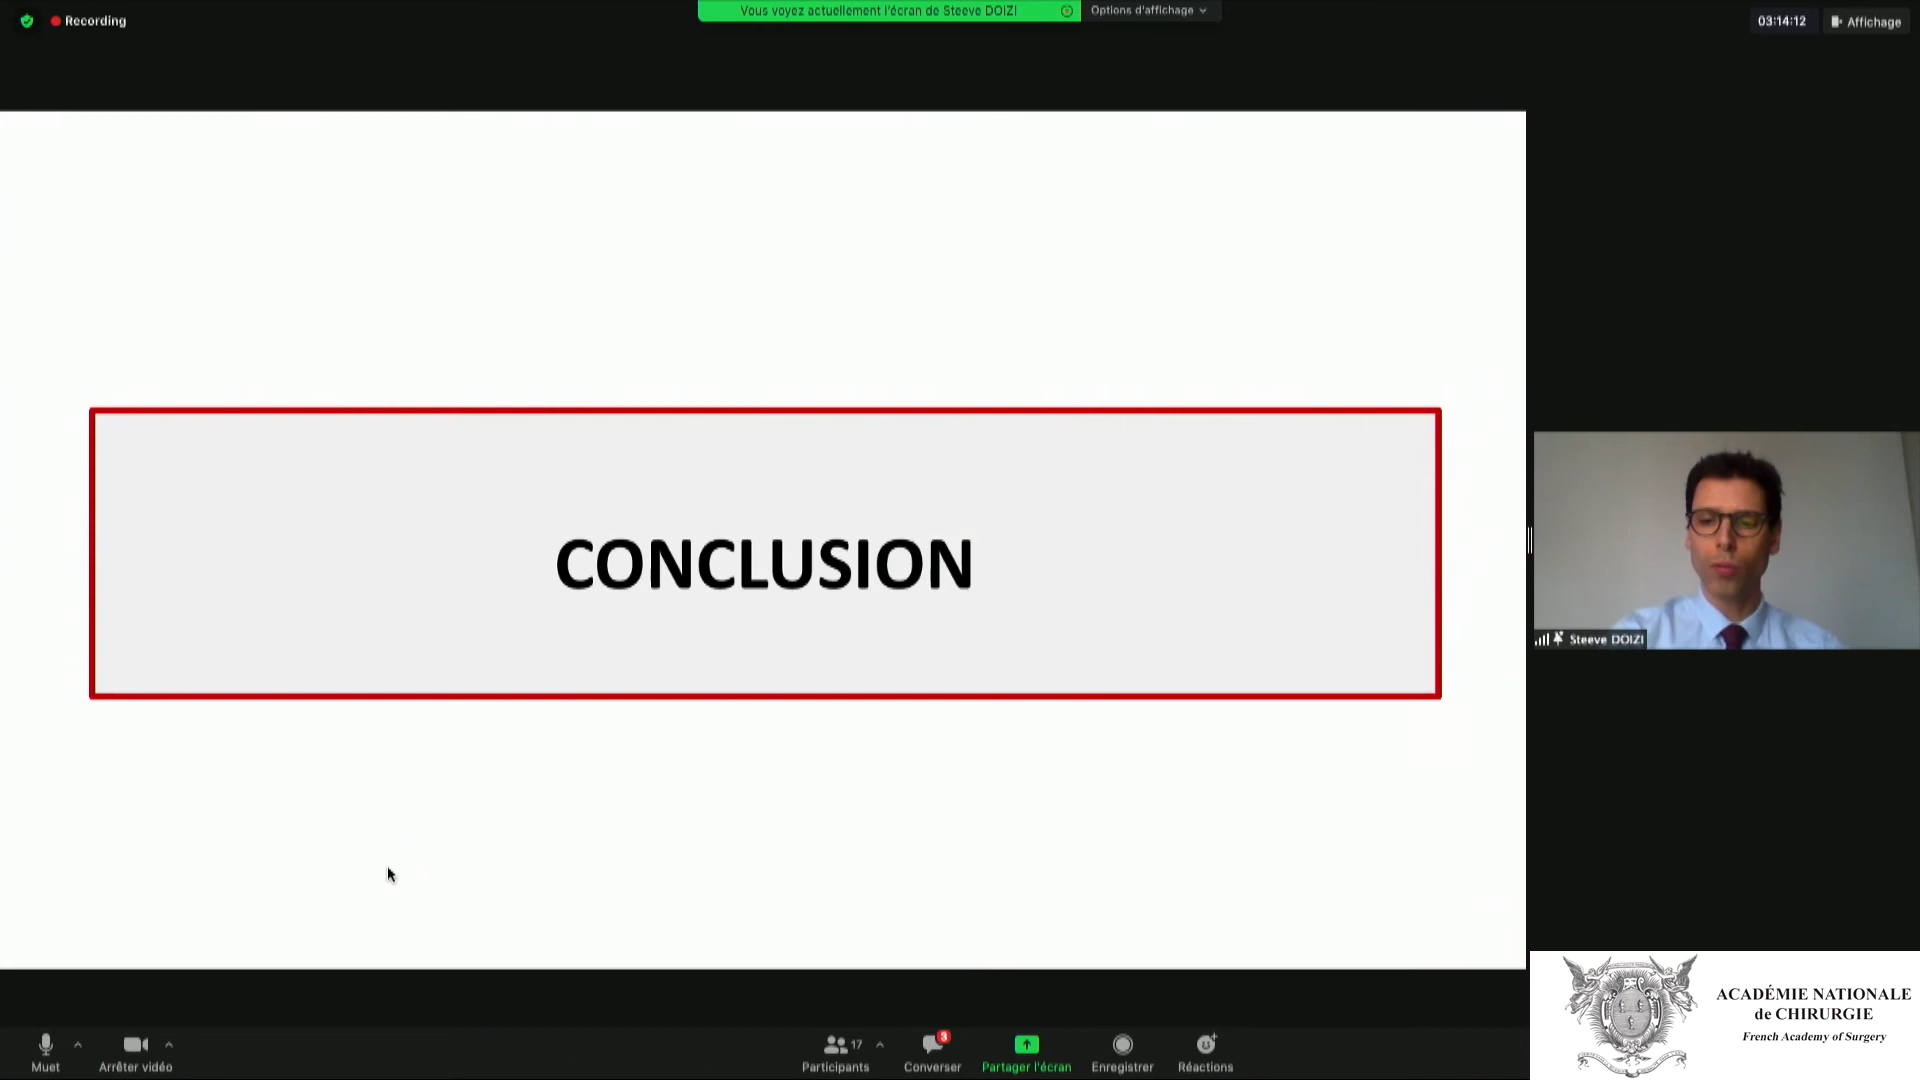 Recording
Vous voyez actuellement l'écran de Steeve DOIZI
Options d'affichage
03:14:12
Affichage
CONCLUSION
Steeve DOIZI
ACADÉMIE NATIONALE
de CHIRURGIE
French Academy of Surgery
Muet
Arrêter vidéo
17
Participants
3
Converser
Partager l'écran
Enregistrer
Réactions